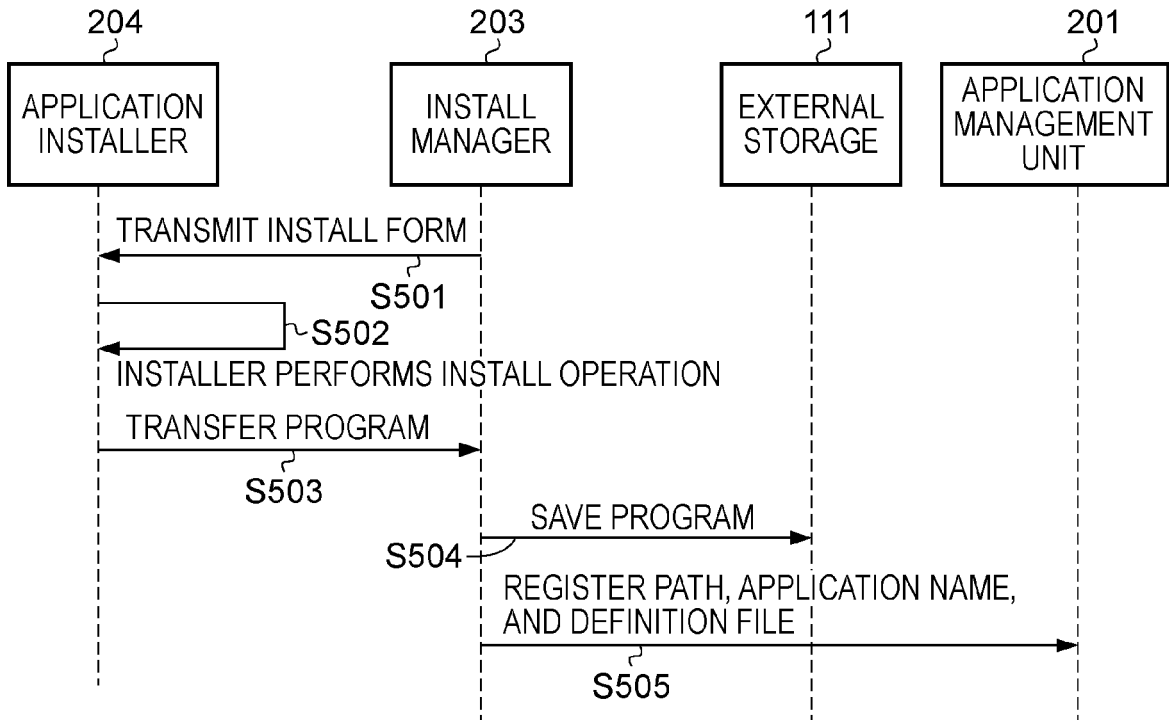 204
203
111
201
APPLICATION
INSTALLER
INSTALL
MANAGER
EXTERNAL
STORAGE
APPLICATION
MANAGEMENT
UNIT
TRANSMIT INSTALL FORM
S501
S502
INSTALLER PERFORMS INSTALL OPERATION
TRANSFER PROGRAM
S503
SAVE PROGRAM
S504
REGISTER PATH, APPLICATION NAME,
AND DEFINITION FILE
S505